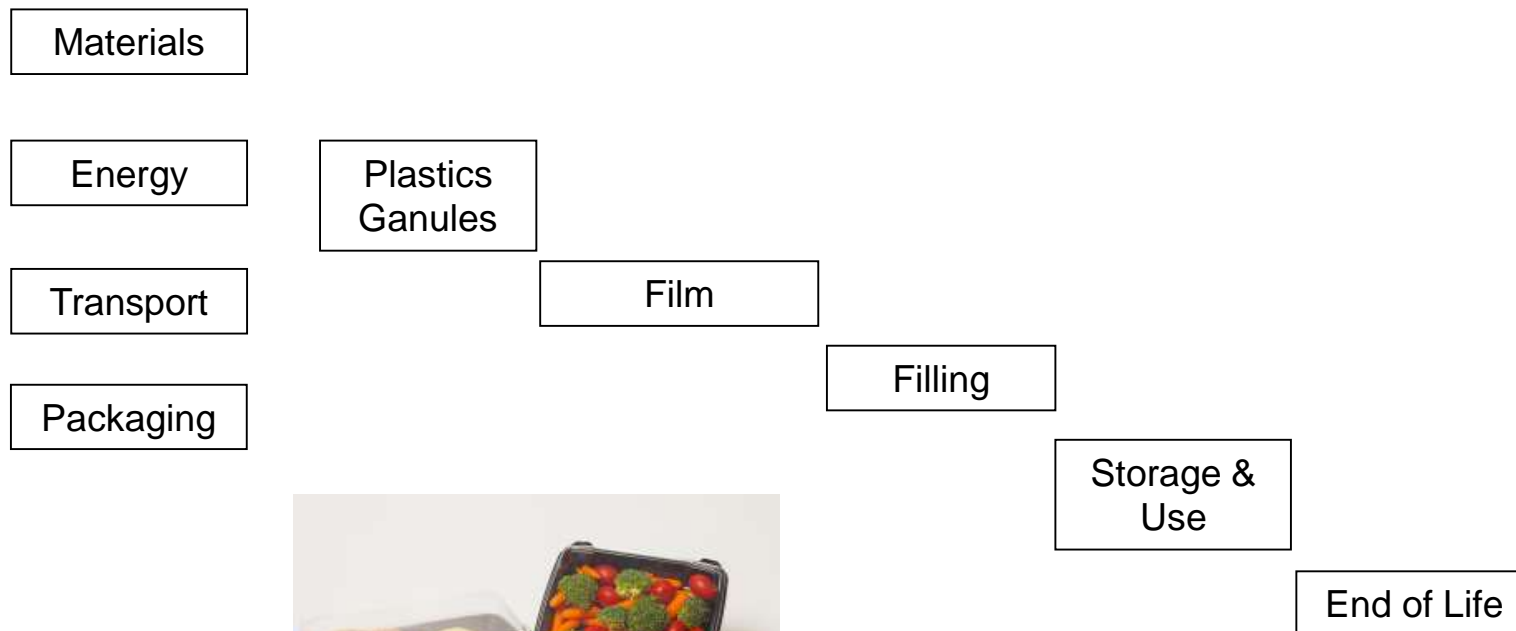 Materials
Energy
Plastics
Ganules
Transport
Film
Filling
Packaging
Storage &
Use
End of Life